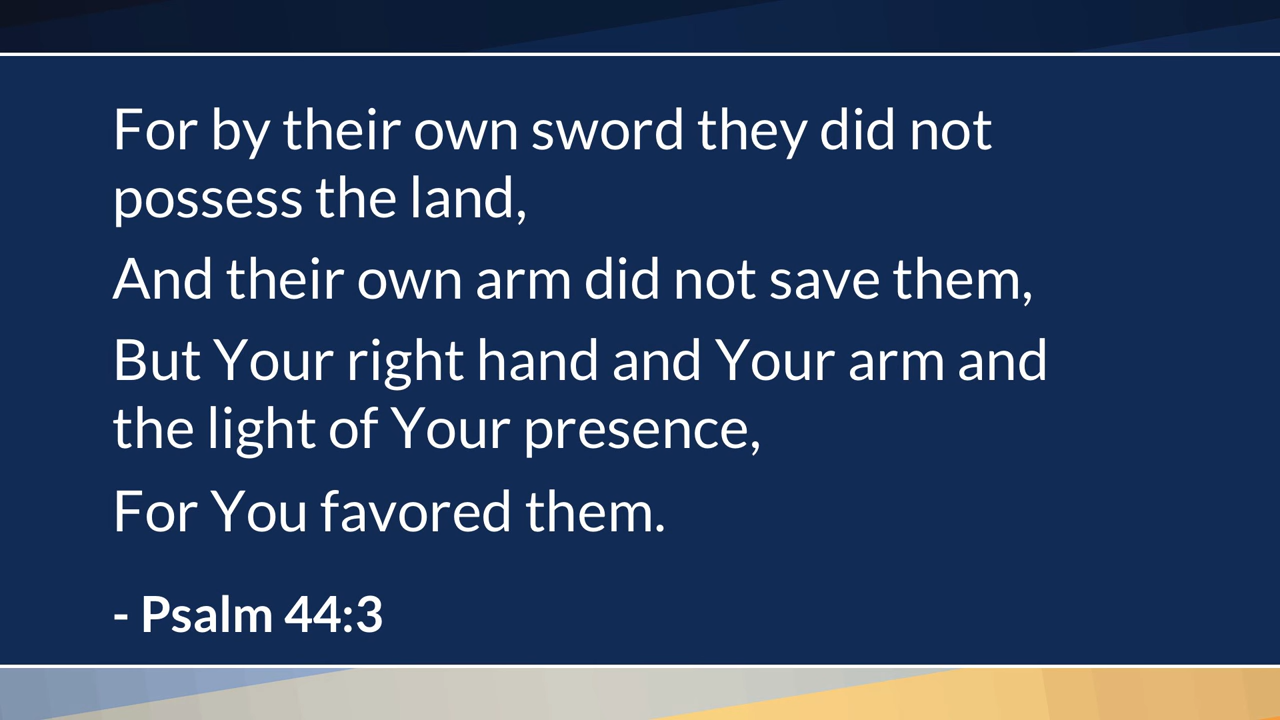 For by their own sword they did not
possess the land,
And their own arm did not save them,
But Your right hand and Your arm and
the light of Your presence,
For You favored them.
- Psalm 44:3